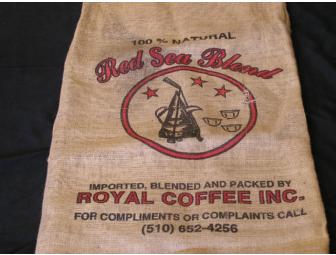 100% NATURAL
Red Sea Blend
IMPORTED, BLENDED AND PACKED BY
ROYAL COFFEE INC.
FOR COMPLIMENTS OR COMPLAINTS CALL
(510) 652-4256